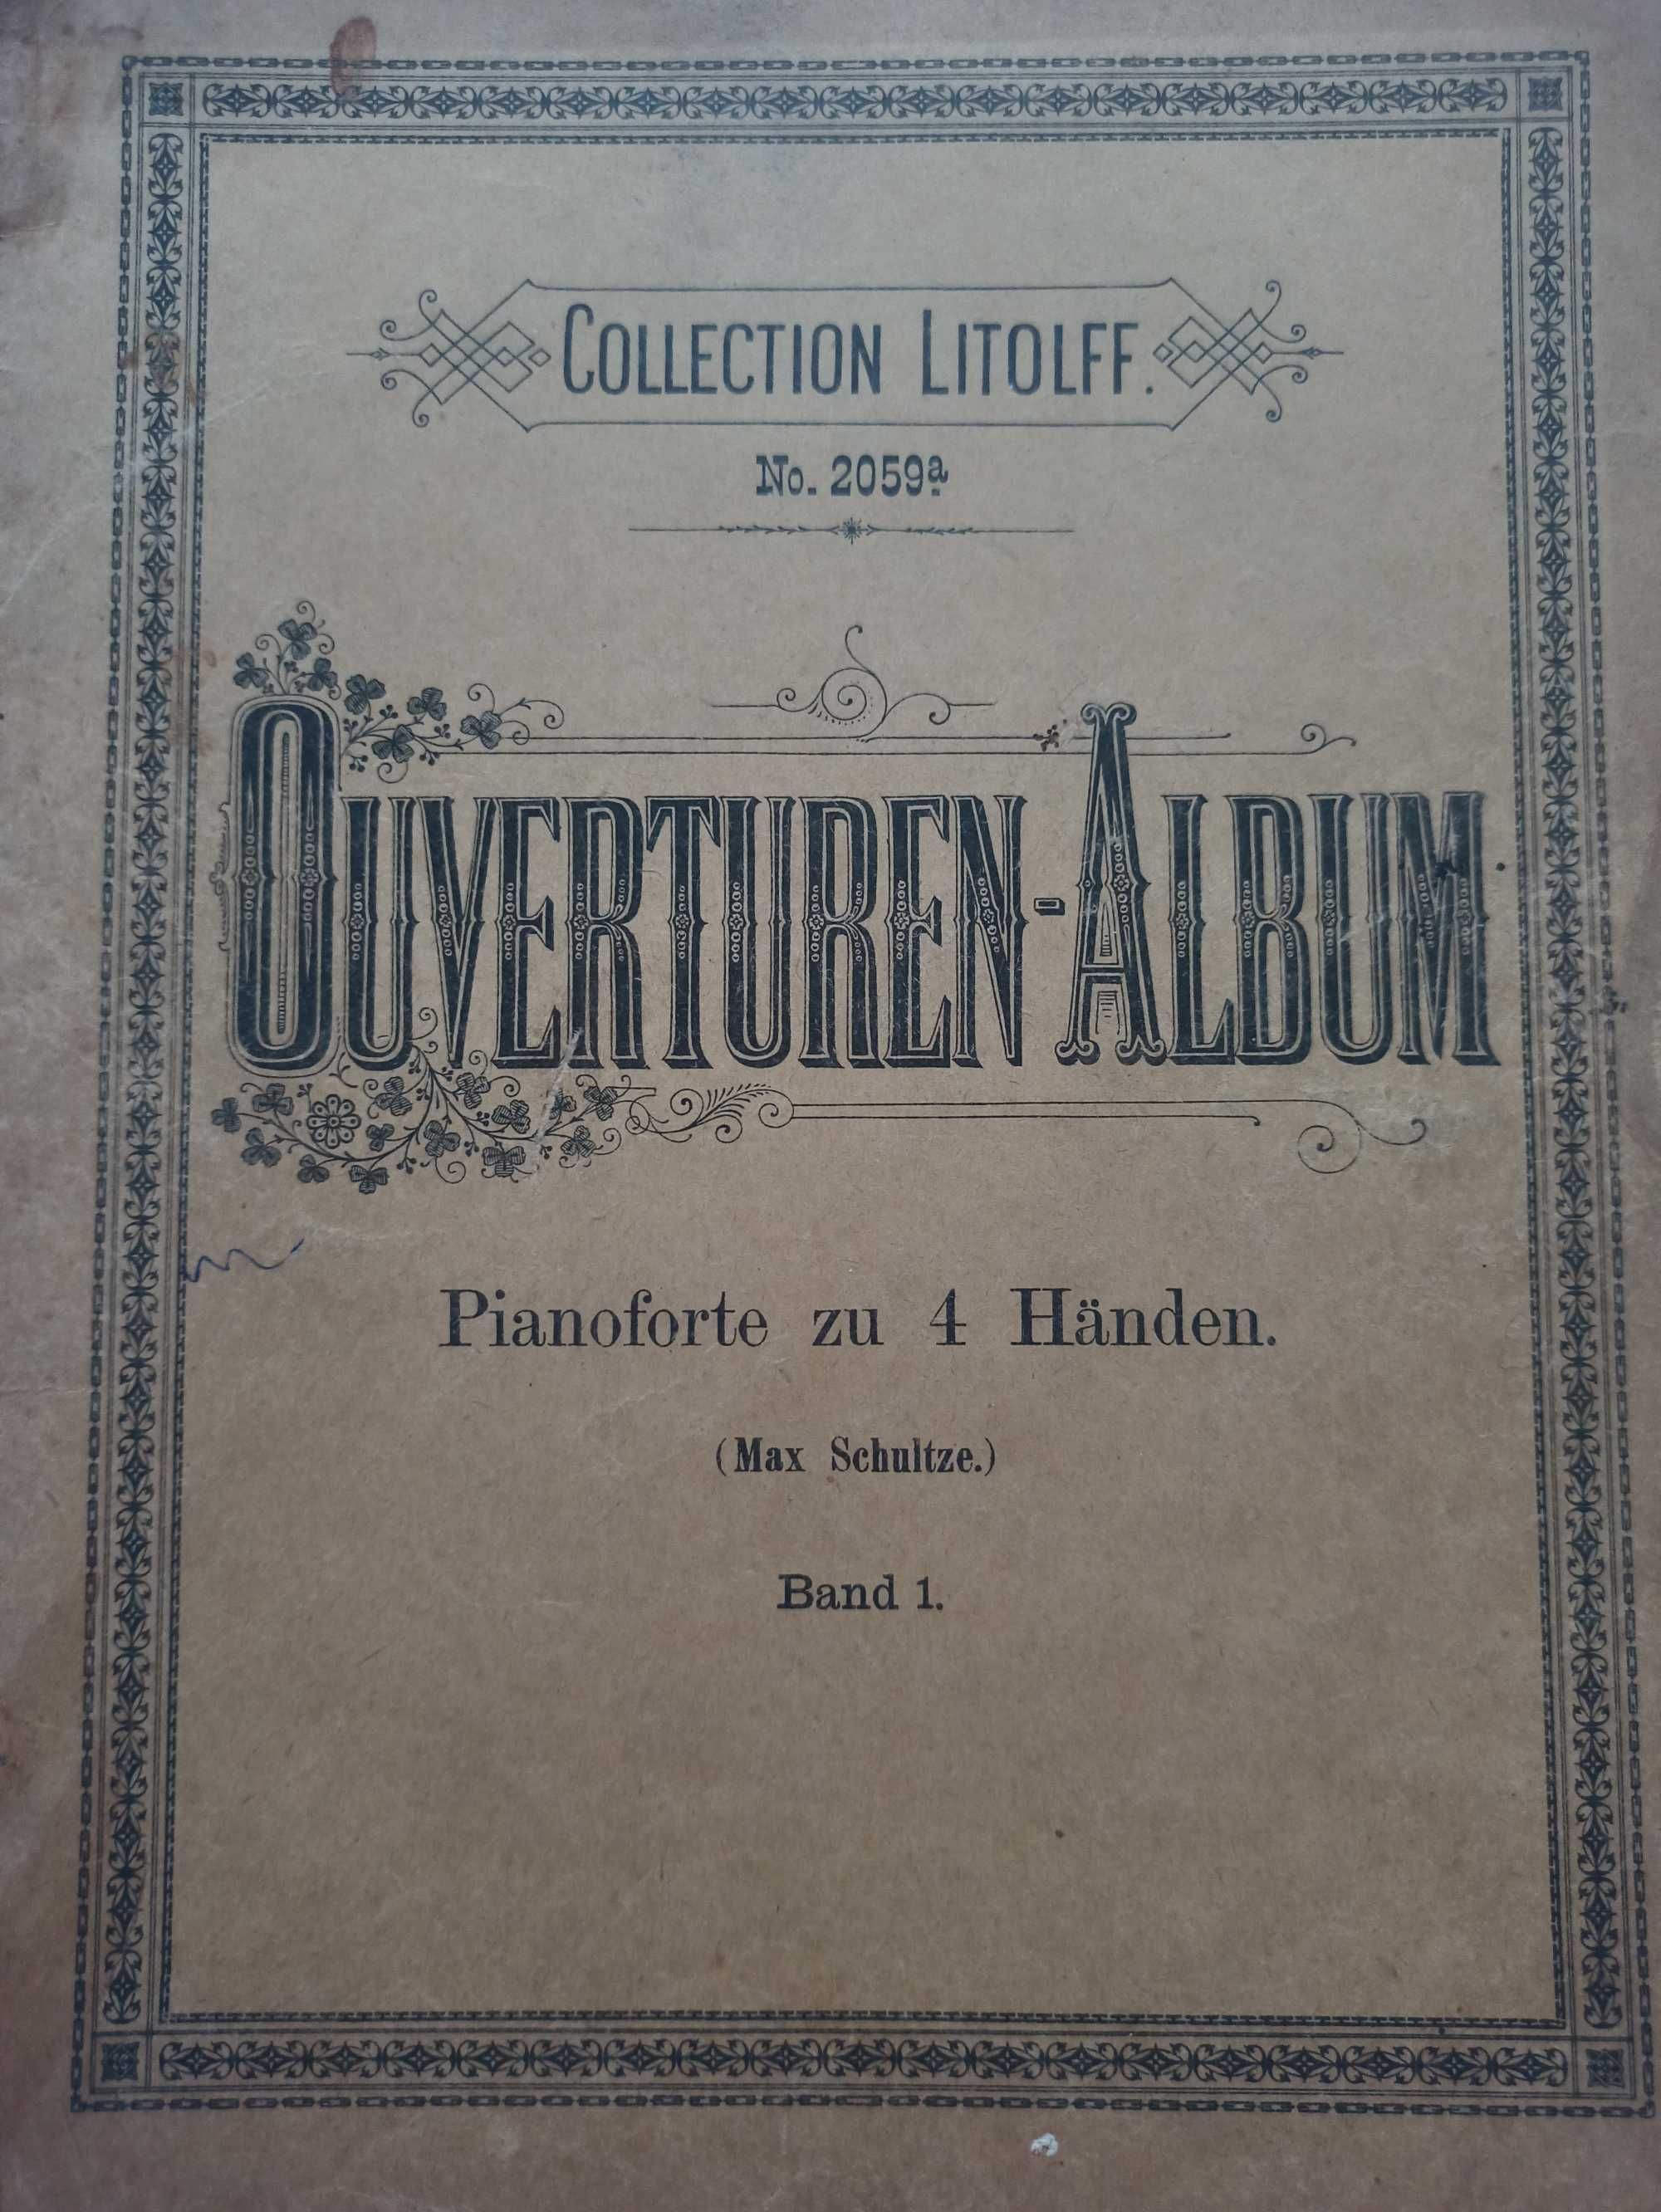 COLLECTION LITOLFF.
No. 2059a
OUVERTUREN-ALBUM
Pianoforte zu 4 Händen.
(Max Schultze.)
Band 1.